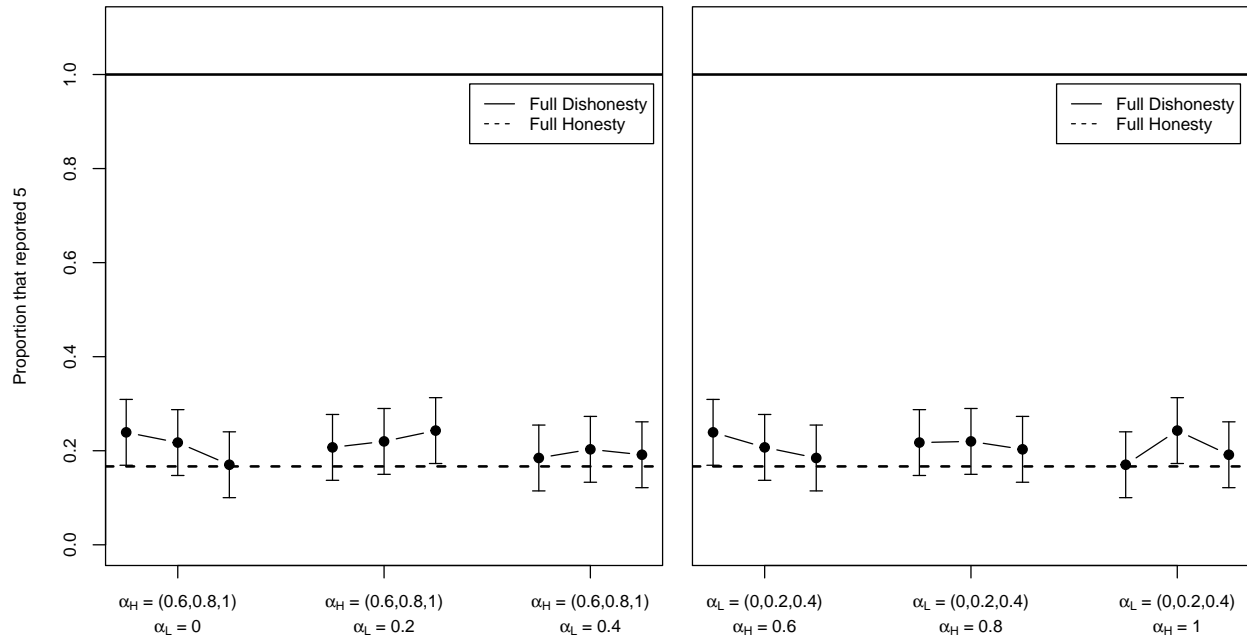 Proportion that reported 5
1.0
0.8
0.6
0.4
0.2
0.0
Full Dishonesty
Full Honesty
αH = (0.6,0.8,1)
αL = 0
αH = (0.6,0.8,1)
αL = 0.2
αH = (0.6,0.8,1)
αL = 0.4
Full Dishonesty
Full Honesty
αL = (0,0.2,0.4)
αH = 0.6
αL = (0,0.2,0.4)
αH = 0.8
αL = (0,0.2,0.4)
αH = 1